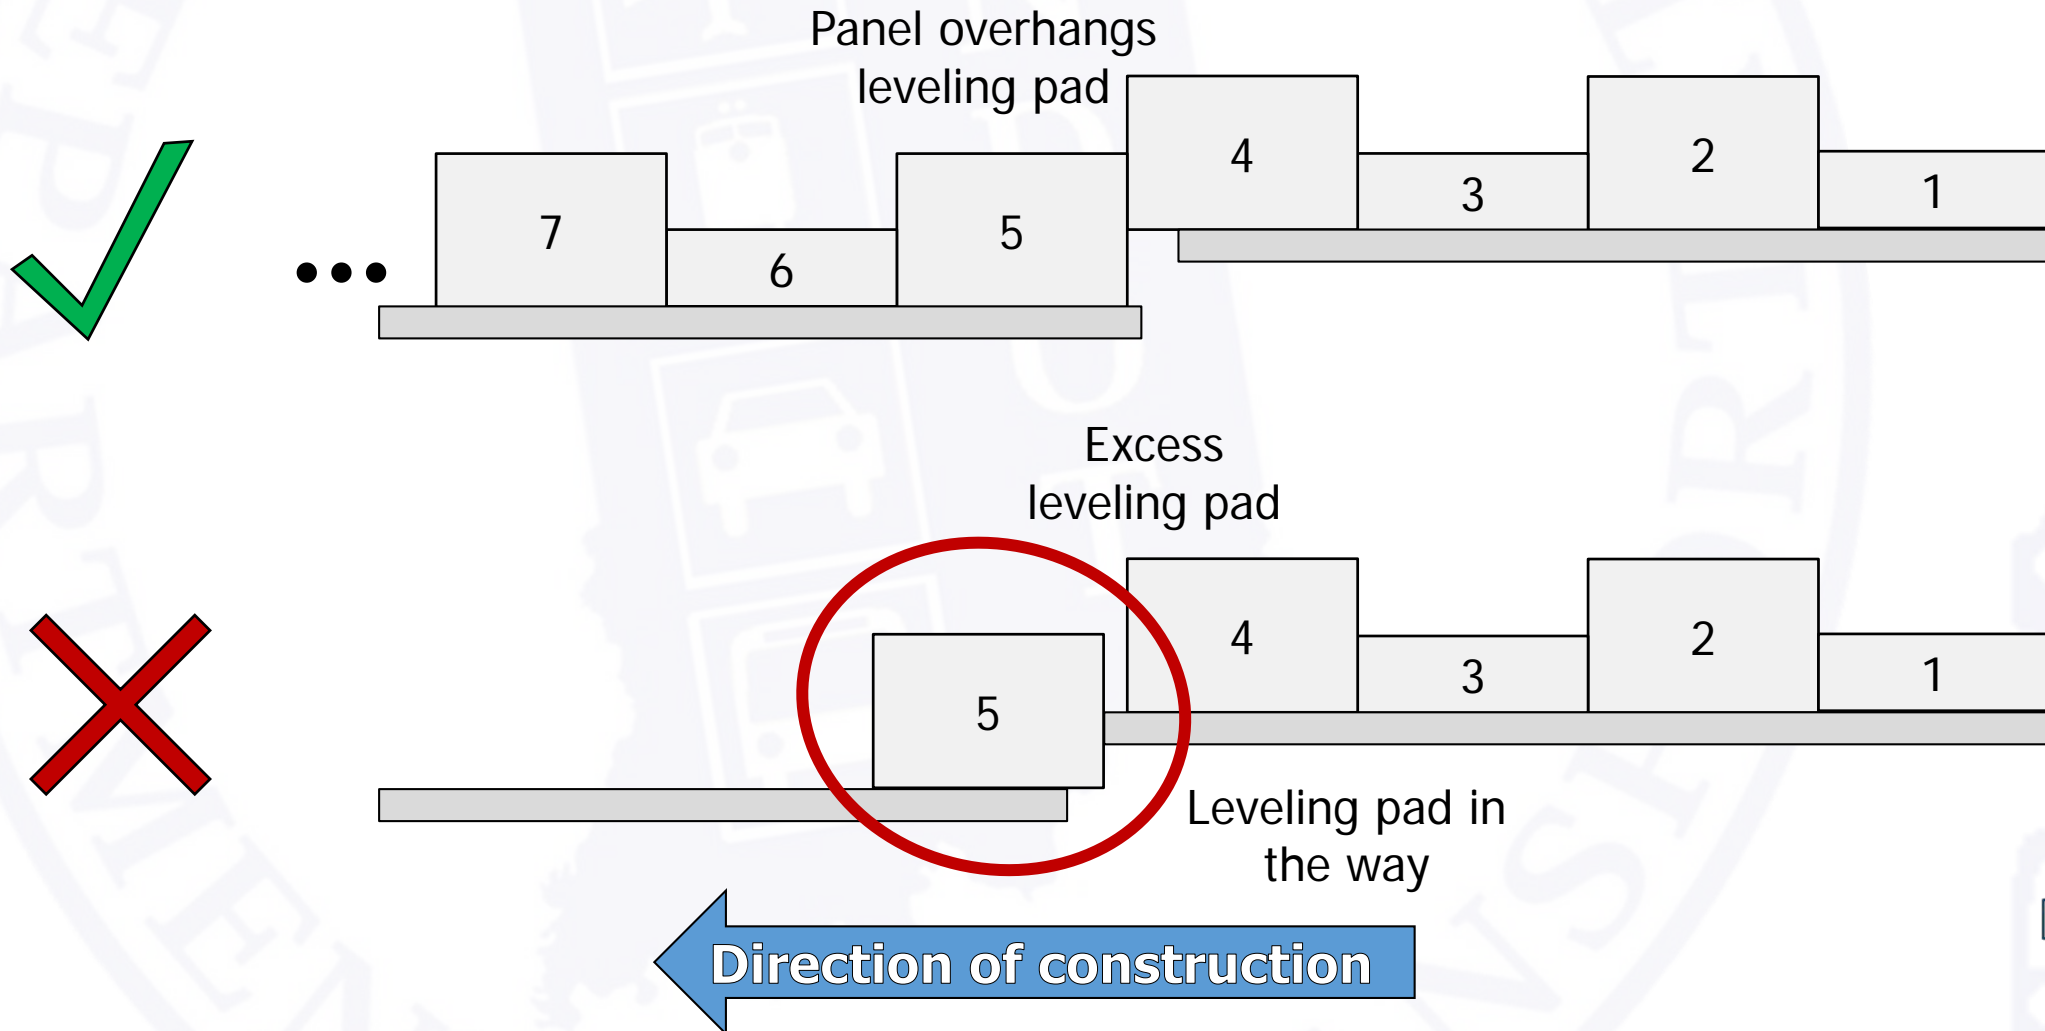 Panel overhangs
leveling pad
7
6
5
4
3
2
1
Excess
leveling pad
5
4
3
2
1
Leveling pad in
the way
Direction of construction